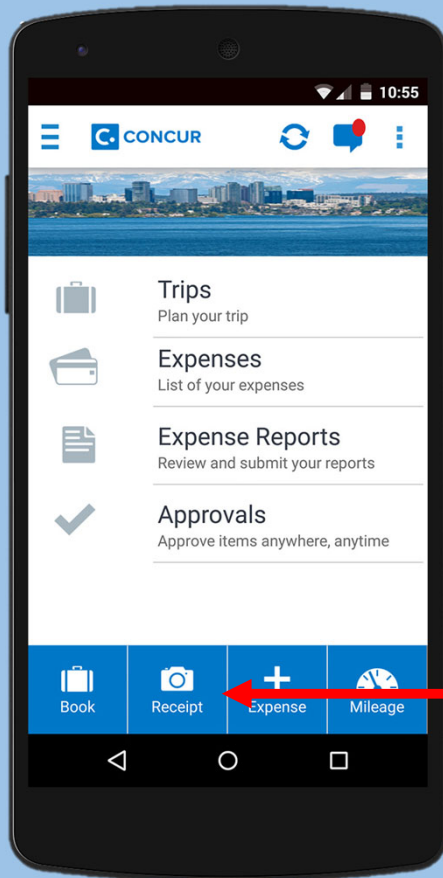 10:55
C. CONCUR
Trips
Plan your trip
Expenses
List of your expenses
Expense Reports
Review and submit your reports
Approvals
Approve items anywhere, anytime
Book Receipt Expense Mileage